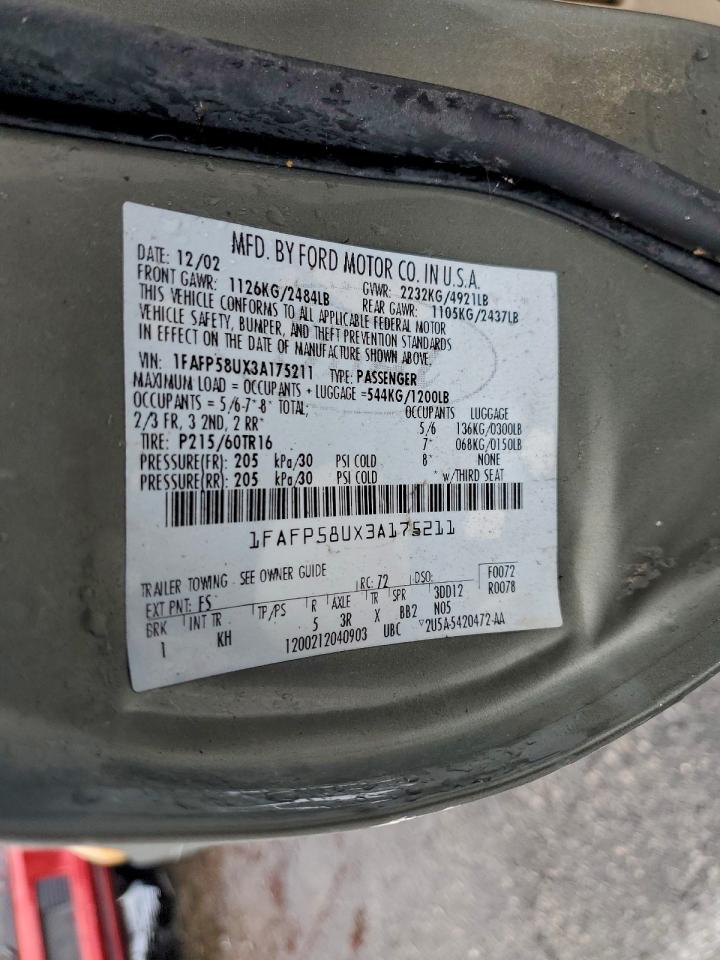 MFD. BY FORD MOTOR CO. IN U.S.A.
DATE: 12/02 GVWR: 2232KG/4921LB
FRONT GAWR: 1126KG/2484LB REAR GAWR: 1105KG/2437LB
THIS VEHICLE CONFORMS TO ALL APPLICABLE FEDERAL MOTOR
VEHICLE SAFETY, BUMPER, AND THEFT PREVENTION STANDARDS
IN EFFECT ON THE DATE OF MANUFACTURE SHOWN ABOVE.
VIN: 1FAFP58UX3A175211 TYPE: PASSENGER
MAXIMUM LOAD = OCCUPANTS + LUGGAGE =544KG/1200LB
OCCUPANTS = 5/6-7*-8* TOTAL; OCCUPANTS LUGGAGE
2/3 FR, 3 2ND, 2 RR* 5/6 136KG/0300LB
TIRE: P215/60TR16 7* 068KG/0150LB
PRESSURE(FR): 205 kPa/30 PSI COLD 8* NONE
PRESSURE(RR): 205 kPa/30 PSI COLD * w/THIRD SEAT
1FAFP58UX3A175211
TRAILER TOWING - SEE OWNER GUIDE
EXT PNT: FS RC: 72 DSO: F0072
BRK INT TR TP/PS R AXLE TR SPR 3DD12 R0078
1 KH 5 3R X BB2 N05
1200212040903 UBC ▽2U5A-5420472-AA